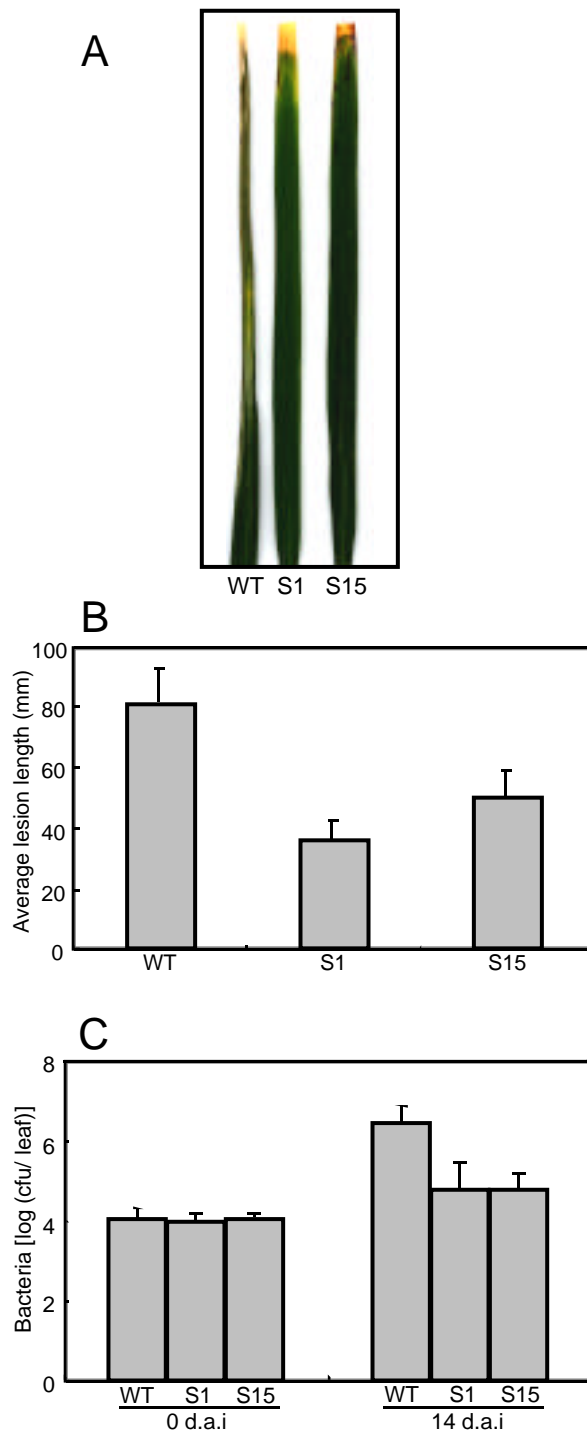 A
WT S1 S15
B
Average lesion length (mm)
100
80
60
40
20
0
WT S1 S15
C
Bacteria [log (cfu/ leaf)]
8
6
4
2
0
WT S1 S15 WT S1 S15
0 d.a.i 14 d.a.i